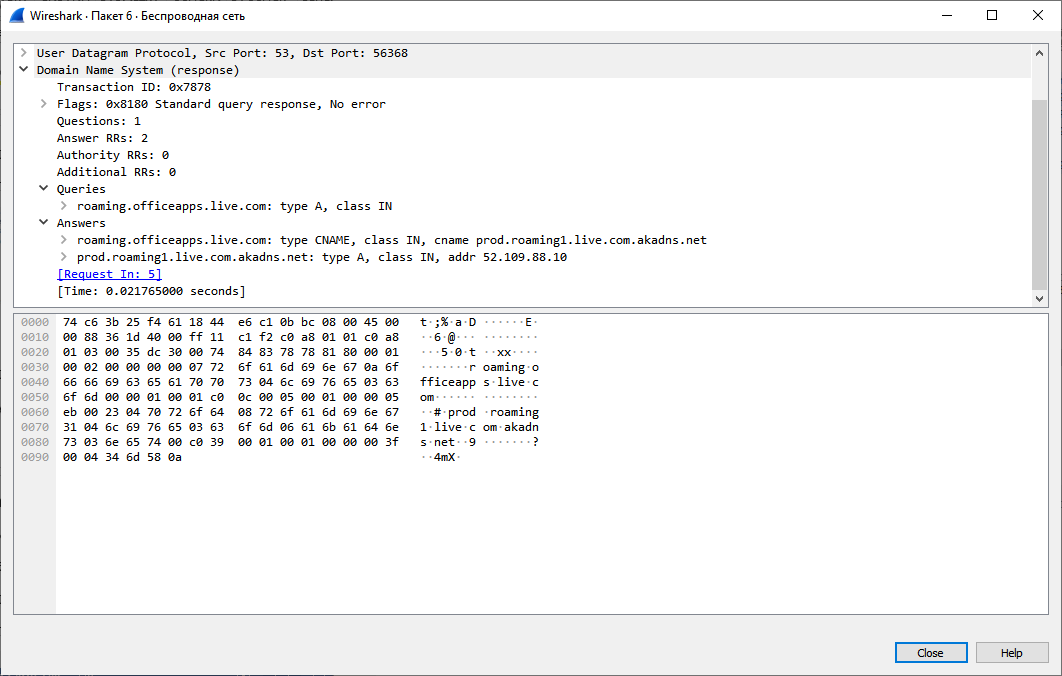 Wireshark · Пакет 6 · Беспроводная сеть
User Datagram Protocol, Src Port: 53, Dst Port: 56368
Domain Name System (response)
Transaction ID: 0x7878
Flags: 0x8180 Standard query response, No error
Questions: 1
Answer RRs: 2
Authority RRs: 0
Additional RRs: 0
Queries
roaming.officeapps.live.com: type A, class IN
Answers
roaming.officeapps.live.com: type CNAME, class IN, cname prod.roaming1.live.com.akadns.net
prod.roaming1.live.com.akadns.net: type A, class IN, addr 52.109.88.10
[Request In: 5]
[Time: 0.021765000 seconds]
0000 74 c6 3b 25 f4 61 18 44 e6 c1 0b bc 08 00 45 00 t·;%·a·D ······E·
0010 00 88 36 1d 40 00 ff 11 c1 f2 c0 a8 01 01 c0 a8 ··6·@··· ········
0020 01 03 00 35 dc 30 00 74 84 83 78 78 81 80 00 01 ···5·0·t ··xx····
0030 00 02 00 00 00 00 07 72 6f 61 6d 69 6e 67 0a 6f ·······r oaming·o
0040 66 66 69 63 65 61 70 70 73 04 6c 69 76 65 03 63 fficeapp s·live·c
0050 6f 6d 00 00 01 00 01 c0 0c 00 05 00 01 00 00 05 om······ ········
0060 eb 00 23 04 70 72 6f 64 08 72 6f 61 6d 69 6e 67 ··#·prod ·roaming
0070 31 04 6c 69 76 65 03 63 6f 6d 06 61 6b 61 64 6e 1·live·c om·akadn
0080 73 03 6e 65 74 00 c0 39 00 01 00 01 00 00 00 3f s·net··9 ·······?
0090 00 04 34 6d 58 0a ··4mX·
Close Help